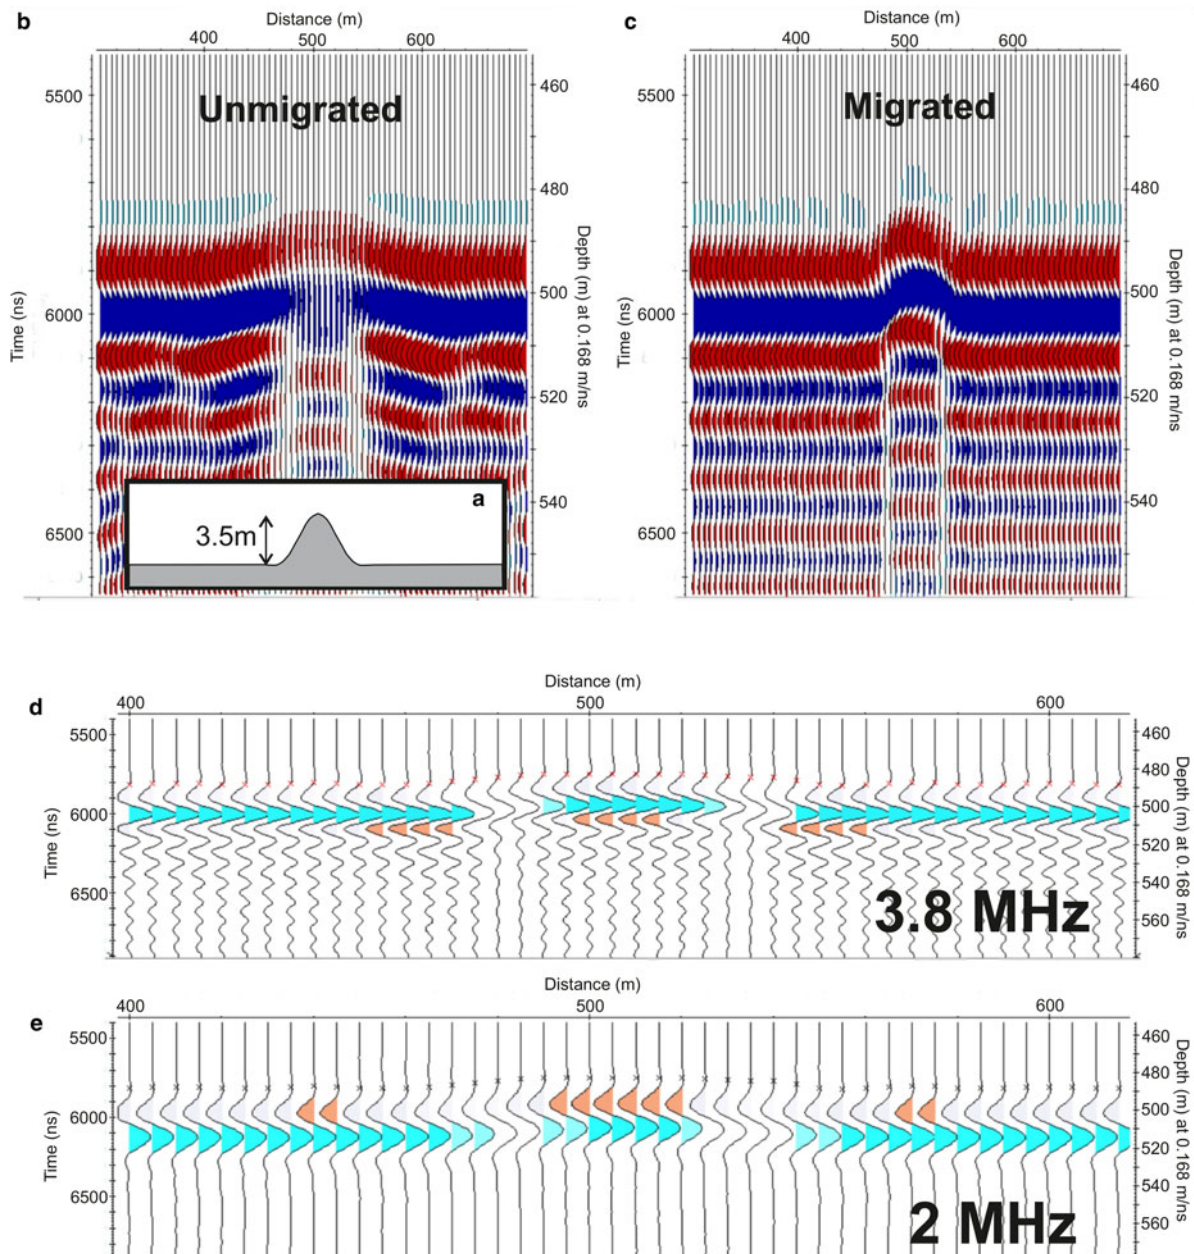 b
Distance (m)
400 500 600
Unmigrated
5500
6000
6500
Time (ns)
460
480
500
520
540
Depth (m) at 0.168 m/ns
a
3.5m
c
Distance (m)
400 500 600
Migrated
5500
6000
6500
Time (ns)
460
480
500
520
540
Depth (m) at 0.168 m/ns
d
Distance (m)
400 500 600
5500
6000
6500
Time (ns)
460
480
500
520
540
560
Depth (m) at 0.168 m/ns
3.8 MHz
e
Distance (m)
400 500 600
5500
6000
6500
Time (ns)
460
480
500
520
540
560
Depth (m) at 0.168 m/ns
2 MHz